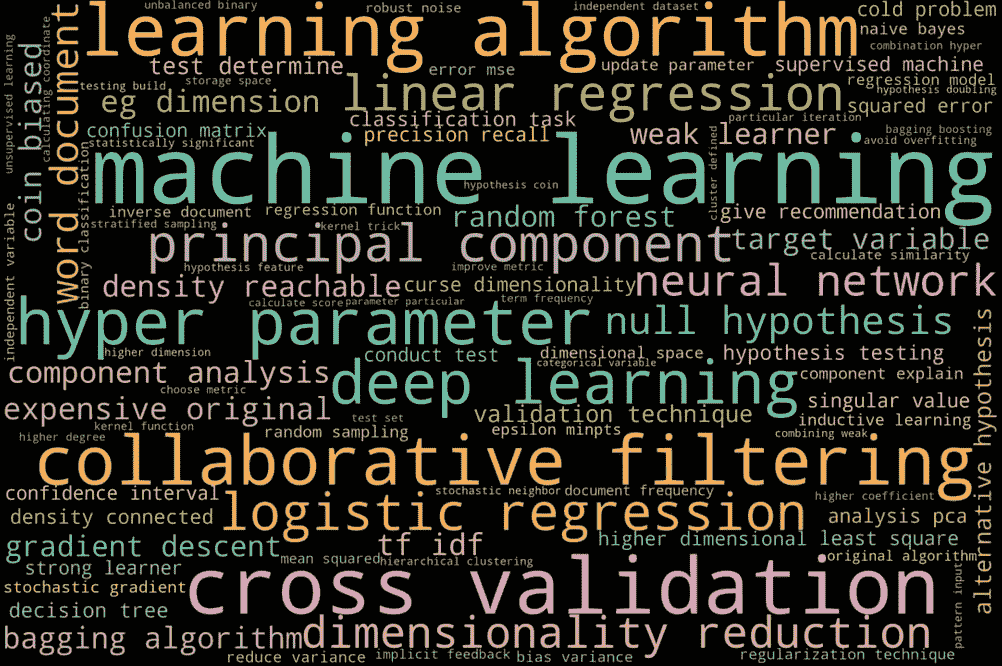 unbalanced binary
robust noise
independent dataset
cold problem
learning algorithm
naive bayes
combination hyper
test determine
error mse
update parameter
supervised machine
testing build
storage space
regression model
hypothesis doubling
eg dimension
linear regression
squared error
classification task
particular iteration
confusion matrix
precision recall
weak learner
bagging boosting
avoid overfitting
statistically significant
machine learning
hypothesis coin
inverse document
regression function
random forest
give recommendation
stratified sampling
kernel trick
principal component
target variable
calculate similarity
hypothesis feature
improve metric
density reachable
curse dimensionality
neural network
calculate score
parameter particular
term frequency
hyper parameter
null hypothesis
higher dimension
conduct test
dimensional space
hypothesis testing
categorical variable
component analysis
deep learning
component explain
choose metric
singular value
expensive original
test set
validation technique
inductive learning
kernel function
higher degree
random sampling
epsilon minpts
combining weak
collaborative filtering
confidence interval
stochastic neighbor
document frequency
higher coefficient
density connected
logistic regression
analysis pca
gradient descent
tf idf
higher dimensional
least square
mean squared
hierarchical clustering
original algorithm
strong learner
stochastic gradient
cross validation
decision tree
bagging algorithm
dimensionality reduction
reduce variance
implicit feedback
bias variance
regularization technique
unsupervised learning
coin biased
calculating coordinate
word document
binary classification
independent variable
cluster defined
alternative hypothesis
pattern input